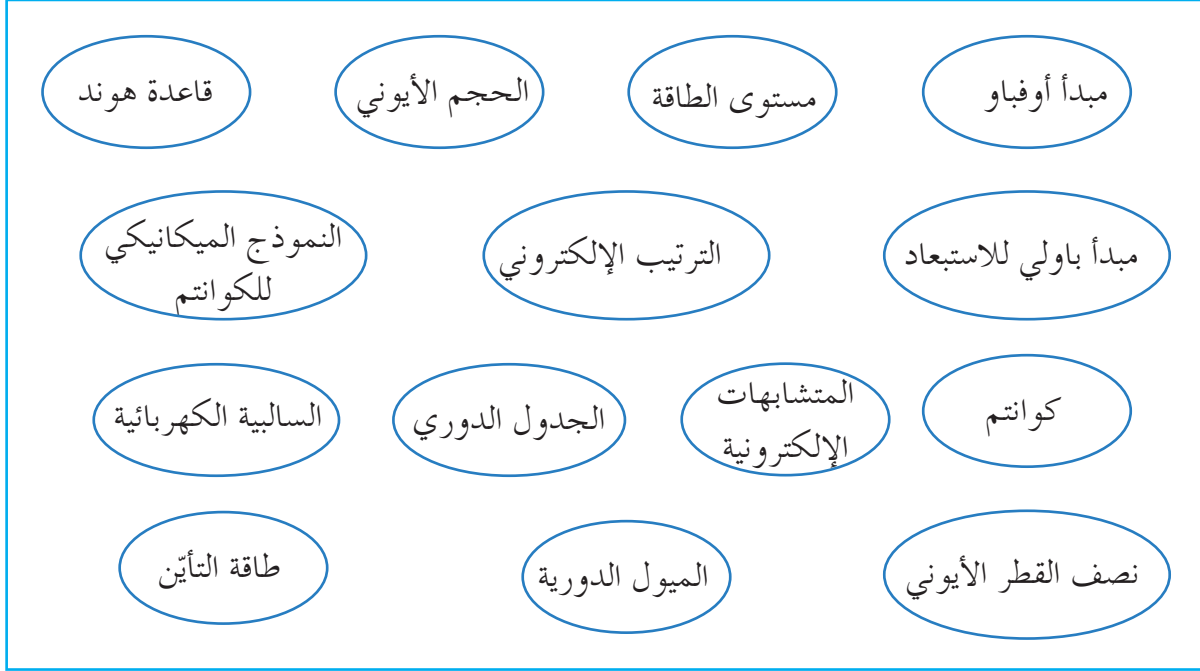 مبدأ أوفباو
مستوى الطاقة
الحجم الأيوني
قاعدة هوند
مبدأ باولي للاستبعاد
الترتيب الإلكتروني
النموذج الميكانيكي
للكوانتم
كوانتم
المتشابهات
الإلكترونية
الجدول الدوري
السالبية الكهربائية
نصف القطر الأيوني
الميول الدورية
طاقة التأيّن